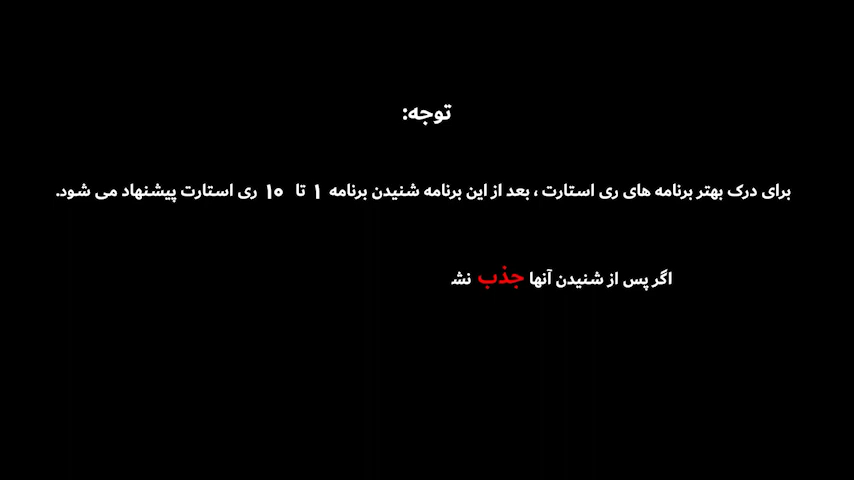 توجه:
برای درک بهتر برنامه های ری استارت ، بعد از این برنامه شنیدن برنامه ۱ تا ۱۰ ری استارت پیشنهاد می شود.
اگر پس از شنیدن آنها جذب نش